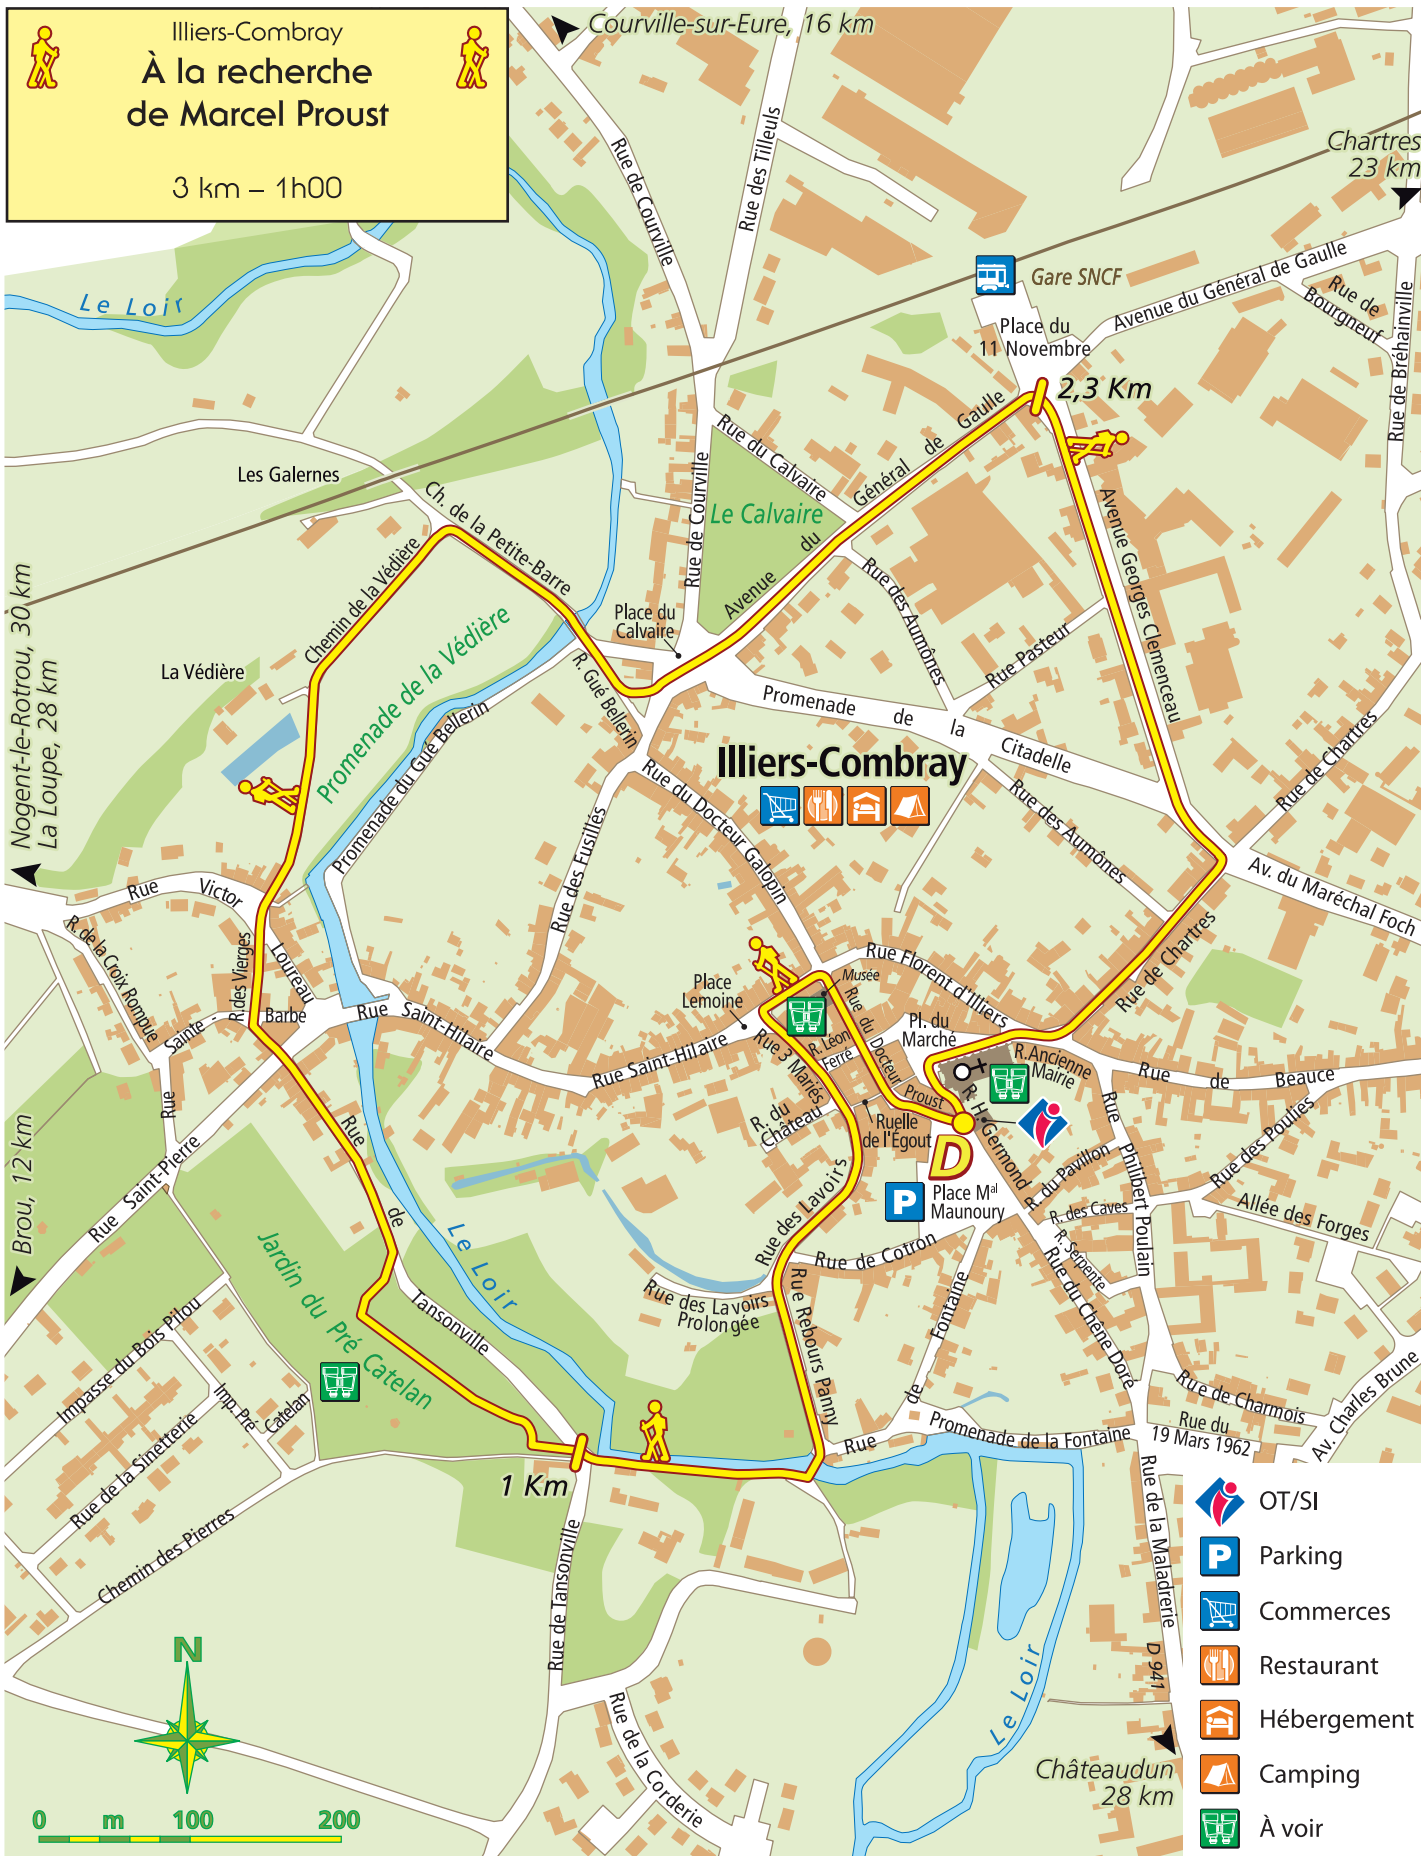 Illiers-Combray
À la recherche
de Marcel Proust
3 km – 1h00
Courville-sur-Eure, 16 km
Chartres
23 km
Rue de Courville
Rue des Tilleuls
Gare SNCF
Avenue du Général de Gaulle
Rue de
Bourgneuf
Rue de Bréhainville
Place du
11 Novembre
2,3 Km
Le Loir
Les Galernes
Ch. de la Petite-Barre
Rue du Calvaire
Rue de Courville
Le Calvaire
Avenue du Général de Gaulle
Avenue Georges Clemenceau
Nogent-le-Rotrou, 30 km
La Loupe, 28 km
Chemin de la Védière
Promenade de la Védière
La Védière
Place du
Calvaire
R. Gué Bellerin
Promenade du Gué Bellerin
Rue des Aumônes
Rue Pasteur
Promenade de la Citadelle
Illiers-Combray
Rue du Docteur Galopin
Rue des Fusillés
Rue des Aumônes
Rue de Chartres
Av. du Maréchal Foch
Rue Victor
R. de la Croix Rompue
R. des Vierges
Loureau
Rue Sainte-Barbe
Rue Saint-Hilaire
Place
Lemoine
Musée
Rue Florent d'Illiers
Rue de Chartres
Rue Saint-Hilaire
Rue 3 Mariés
R. Léon
Ferré
Rue du Docteur Proust
Pl. du
Marché
R. Ancienne
Mairie
Rue de Beauce
R. du
Château
Ruelle
de l'Égout
R. H. Germond
D
Rue Philibert Poulain
Rue des Poulies
R. du Pavillon
R. des Caves
Allée des Forges
R. Serpente
Place Mal
Maunoury
P
Brou, 12 km
Rue Saint-Pierre
Rue de Tansonville
Le Loir
Rue des Lavoirs
Rue de Cotron
Rue des Lavoirs
Prolongée
Rue Rebours Panny
Rue de Fontaine
Rue du Chêne Doré
Jardin du Pré Catelan
Impasse du Bois Pilou
Imp. Pré-Catelan
Rue de la Sinetterie
Chemin des Pierres
Promenade de la Fontaine
Rue de Charmois
Rue du
19 Mars 1962
Av. Charles Brune
1 Km
Rue de Tansonville
Rue de la Maladrerie
D 941
Le Loir
Rue de la Corderie
Châteaudun
28 km
N
0 m 100 200
OT/SI
P Parking
Commerces
Restaurant
Hébergement
Camping
À voir